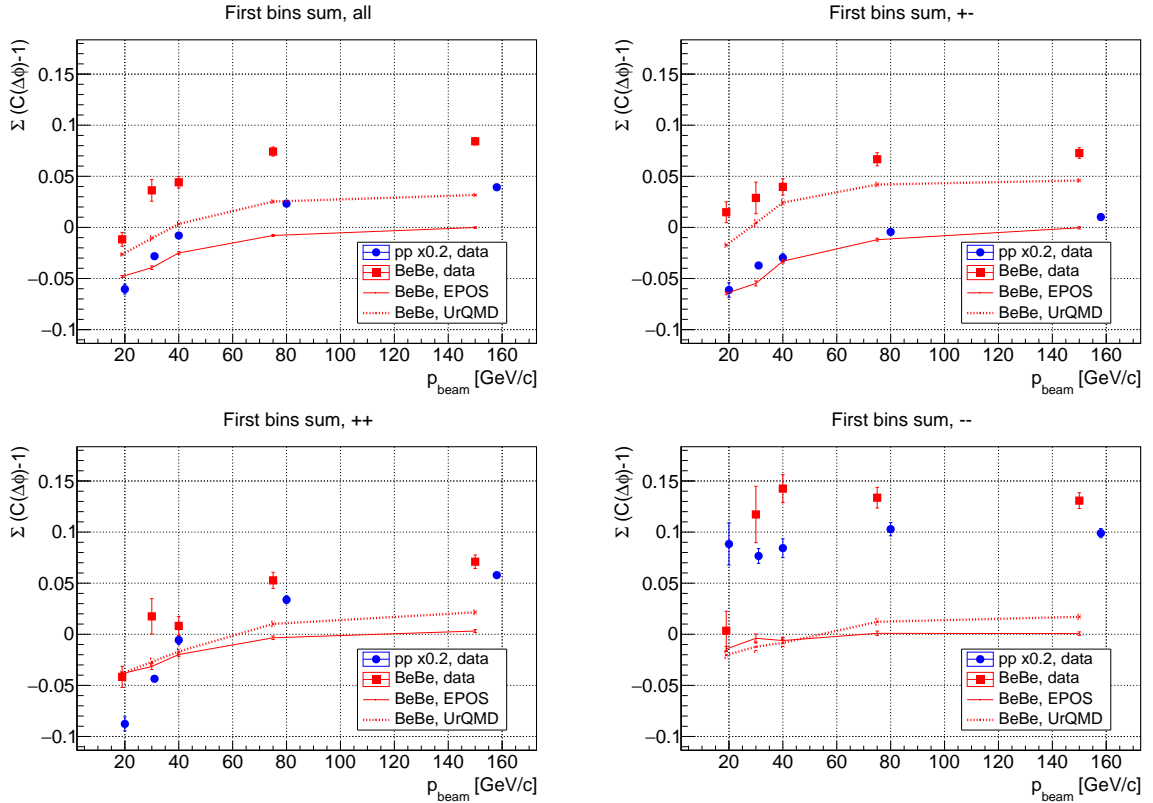 First bins sum, all
Σ (C(Δϕ)-1)
0.15
0.1
0.05
0
−0.05
−0.1
pp x0.2, data
BeBe, data
BeBe, EPOS
BeBe, UrQMD
20 40 60 80 100 120 140 160
p_beam [GeV/c]
First bins sum, +-
Σ (C(Δϕ)-1)
0.15
0.1
0.05
0
−0.05
−0.1
pp x0.2, data
BeBe, data
BeBe, EPOS
BeBe, UrQMD
20 40 60 80 100 120 140 160
p_beam [GeV/c]
First bins sum, ++
Σ (C(Δϕ)-1)
0.15
0.1
0.05
0
−0.05
−0.1
pp x0.2, data
BeBe, data
BeBe, EPOS
BeBe, UrQMD
20 40 60 80 100 120 140 160
p_beam [GeV/c]
First bins sum, --
Σ (C(Δϕ)-1)
0.15
0.1
0.05
0
−0.05
−0.1
pp x0.2, data
BeBe, data
BeBe, EPOS
BeBe, UrQMD
20 40 60 80 100 120 140 160
p_beam [GeV/c]